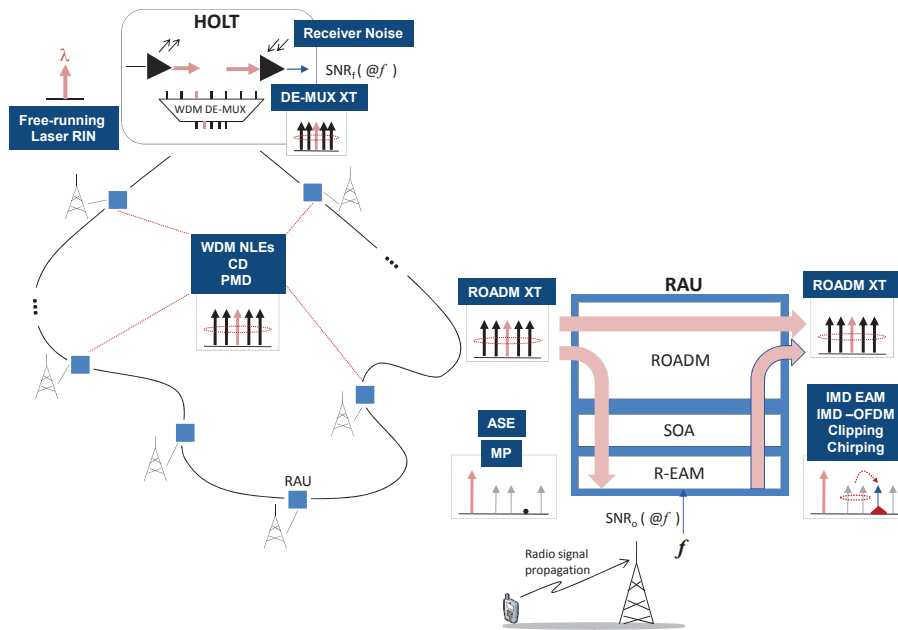 HOLT
Receiver Noise
λ
SNRf ( @f )
WDM DE-MUX
DE-MUX XT
Free-running
Laser RIN
WDM NLEs
CD
PMD
ROADM XT
RAU
ROADM XT
ROADM
IMD EAM
IMD –OFDM
Clipping
Chirping
ASE
MP
SOA
R-EAM
RAU
SNRo ( @f )
f
Radio signal
propagation